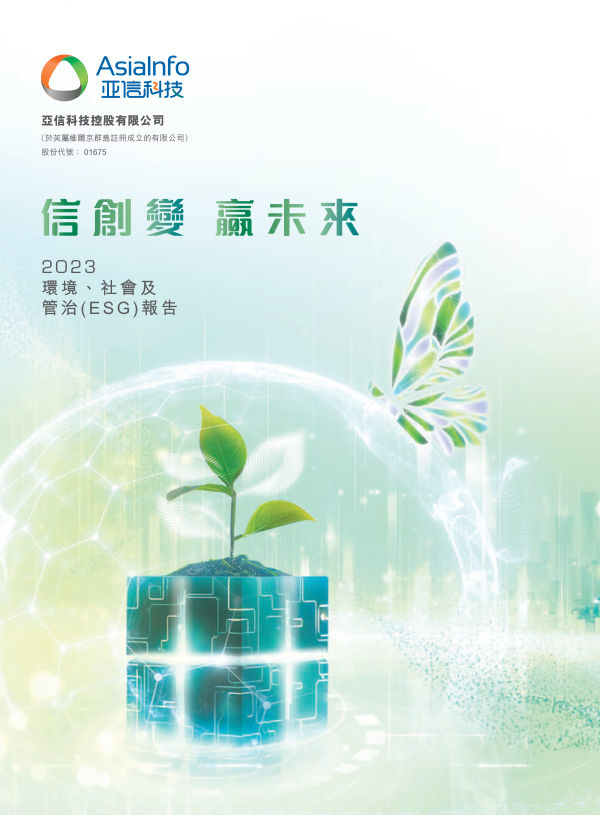 AsiaInfo
亚信科技
亞信科技控股有限公司
(於英屬維爾京群島註冊成立的有限公司)
股份代號： 01675
信創變 贏未來
2023
環境、社會及
管治(ESG)報告